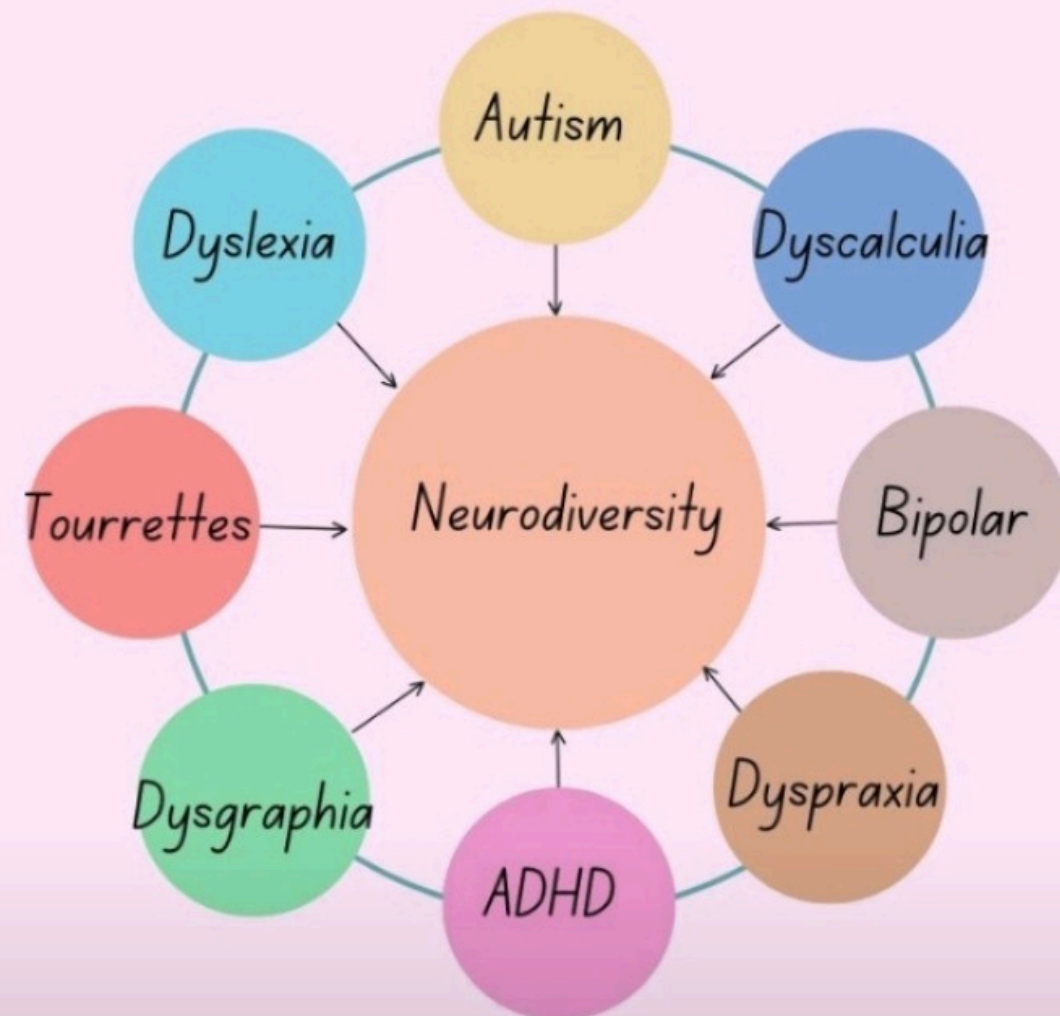 Autism
Dyslexia
Dyscalculia
Tourrettes
Neurodiversity
Bipolar
Dysgraphia
Dyspraxia
ADHD